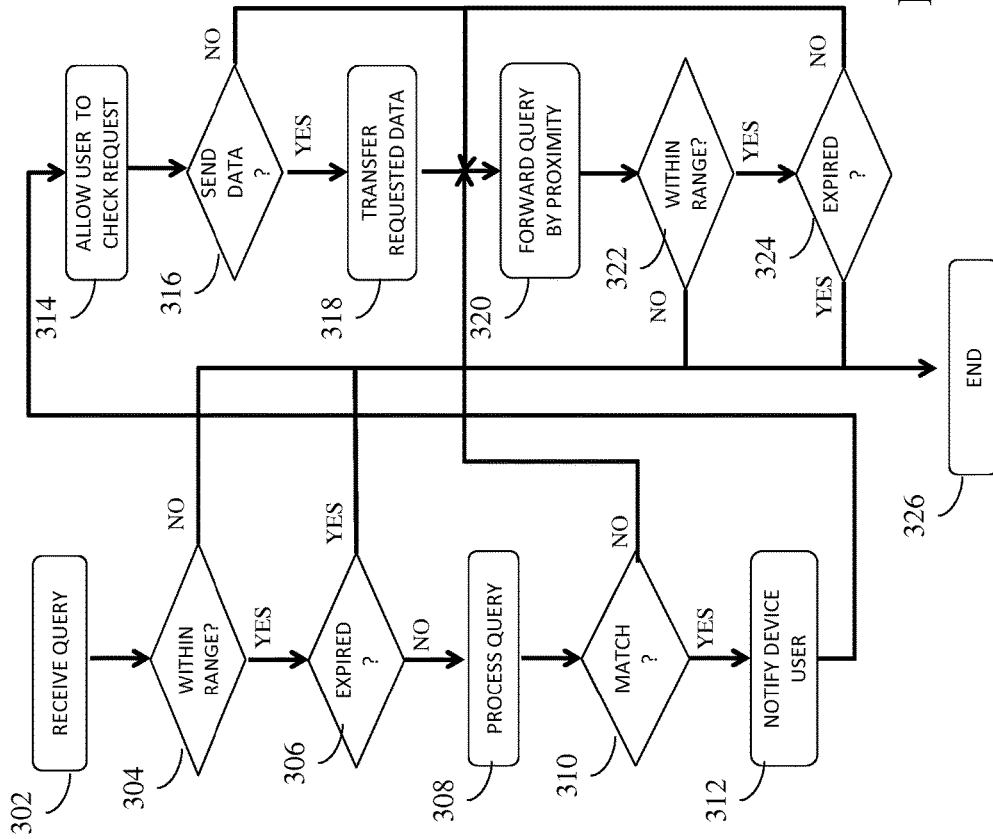 302
RECEIVE QUERY
304
WITHIN
RANGE?
NO
YES
306
EXPIRED
?
YES
NO
308
PROCESS QUERY
310
MATCH
?
NO
YES
312
NOTIFY DEVICE
USER
314
ALLOW USER TO
CHECK REQUEST
316
SEND
DATA
?
NO
YES
318
TRANSFER
REQUESTED DATA
320
FORWARD QUERY
BY PROXIMITY
322
WITHIN
RANGE?
NO
YES
324
EXPIRED
?
NO
YES
326
END